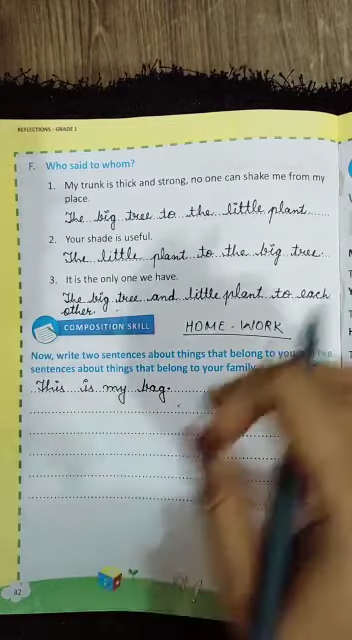 REFLECTIONS - GRADE 1
F. Who said to whom?
1. My trunk is thick and strong, no one can shake me from my
place.
The big tree to the little plant
2. Your shade is useful.
The little plant to the big tree
3. It is the only one we have.
The big tree and little plant to each
other.
COMPOSITION SKILL
HOME-WORK
Now, write two sentences about things that belong to you
sentences about things that belong to your family
This is my bag.
82